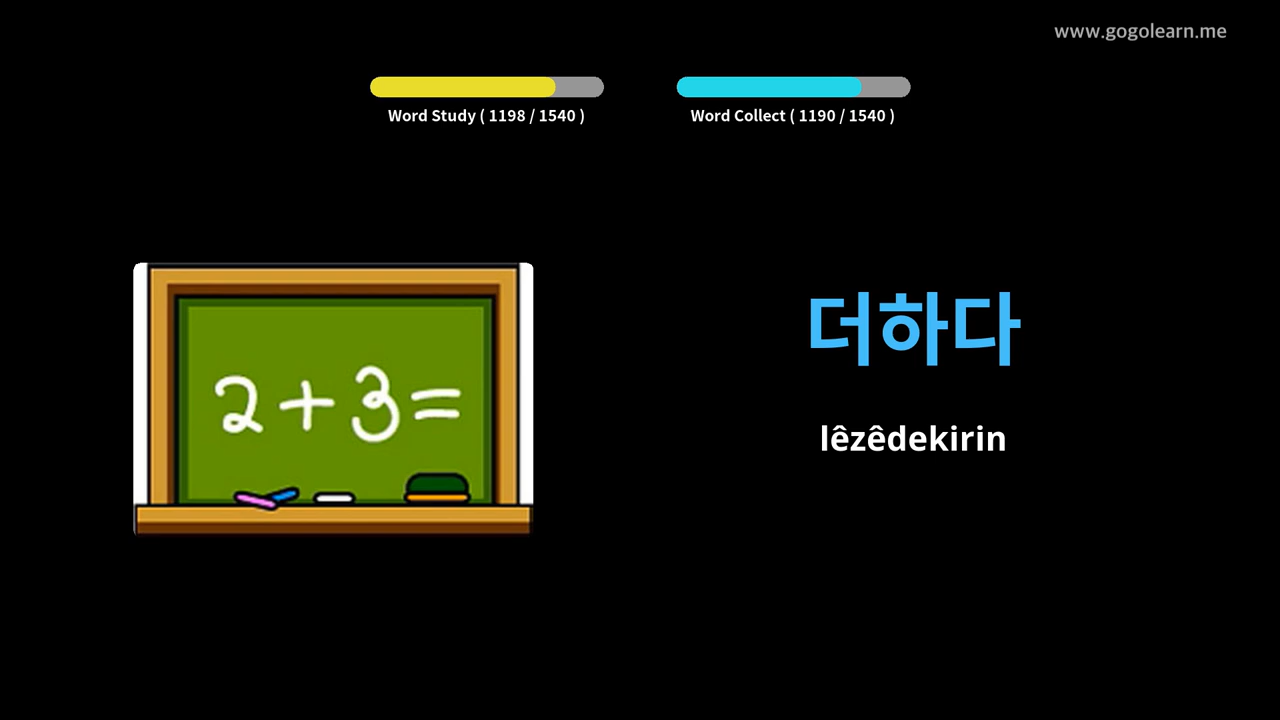 www.gogolearn.me
Word Study ( 1198 / 1540 )
Word Collect ( 1190 / 1540 )
2 + 3 =
더하다
lêzêdekirin